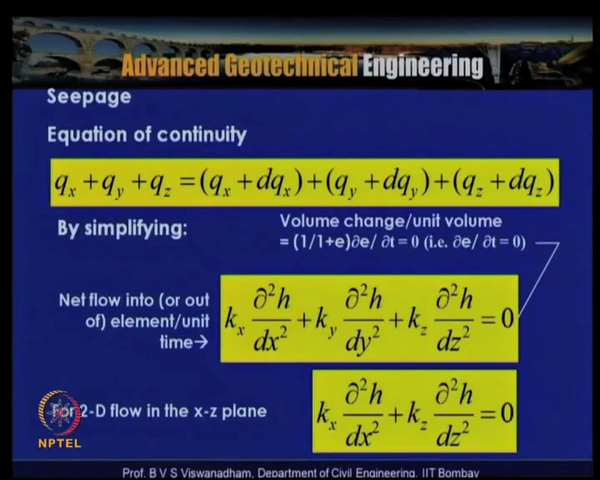 Advanced Geotechnical Engineering
Seepage
Equation of continuity
q_x + q_y + q_z = (q_x + dq_x) + (q_y + dq_y) + (q_z + dq_z)
By simplifying:
Volume change/unit volume
= (1/1+e)∂e/ ∂t = 0 (i.e. ∂e/ ∂t = 0)
Net flow into (or out
of) element/unit
time→
k_x ∂²h/dx² + k_y ∂²h/dy² + k_z ∂²h/dz² = 0
For 2-D flow in the x-z plane
k_x ∂²h/dx² + k_z ∂²h/dz² = 0
NPTEL
Prof. B V S Viswanadham, Department of Civil Engineering, IIT Bombay